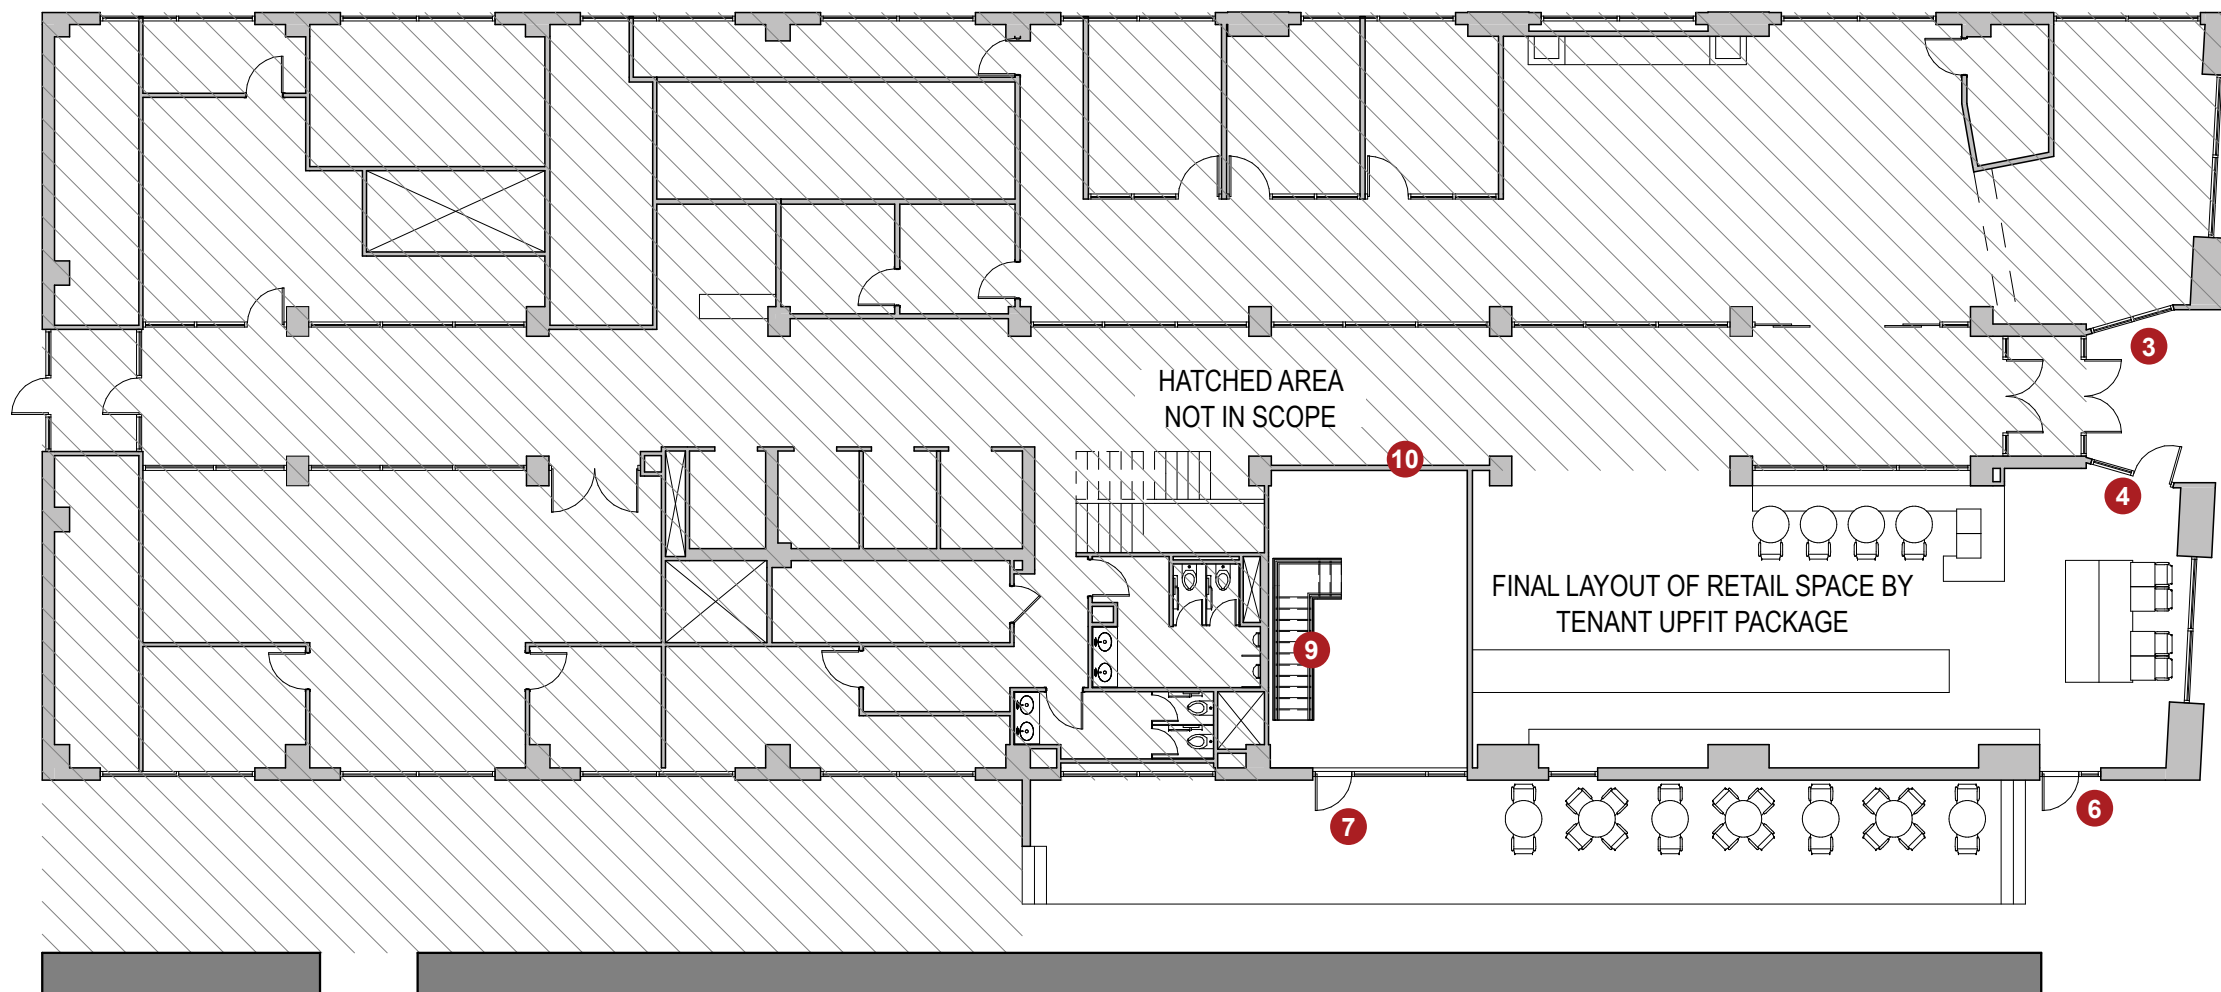 3
HATCHED AREA
NOT IN SCOPE
10
4
FINAL LAYOUT OF RETAIL SPACE BY
TENANT UPFIT PACKAGE
9
7
6